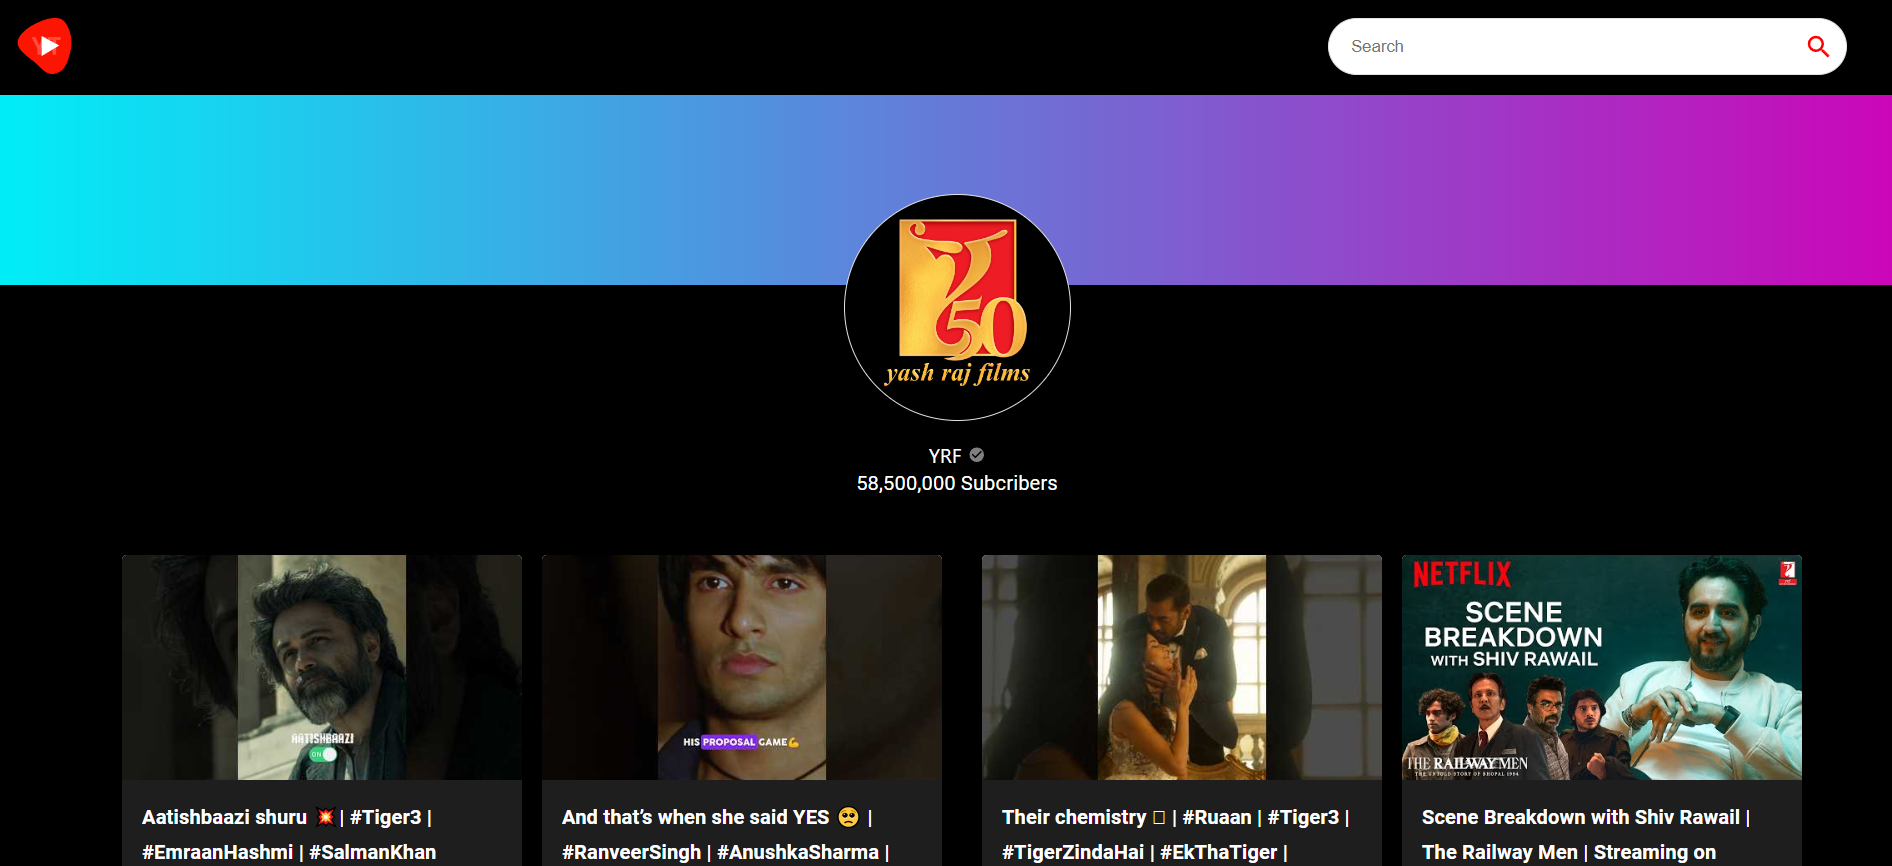 YT
Search
50
yash raj films
YRF
58,500,000 Subcribers
AATISHBAAZI
ON
HIS PROPOSAL GAME💪
NETFLIX
SCENE
BREAKDOWN
WITH SHIV RAWAIL
THE RAILWAY MEN
THE UNTOLD STORY OF BHOPAL 1984
Aatishbaazi shuru 💥 | #Tiger3 |
#EmraanHashmi | #SalmanKhan
And that’s when she said YES 🥺 |
#RanveerSingh | #AnushkaSharma |
Their chemistry | #Ruaan | #Tiger3 |
#TigerZindaHai | #EkThaTiger |
Scene Breakdown with Shiv Rawail |
The Railway Men | Streaming on